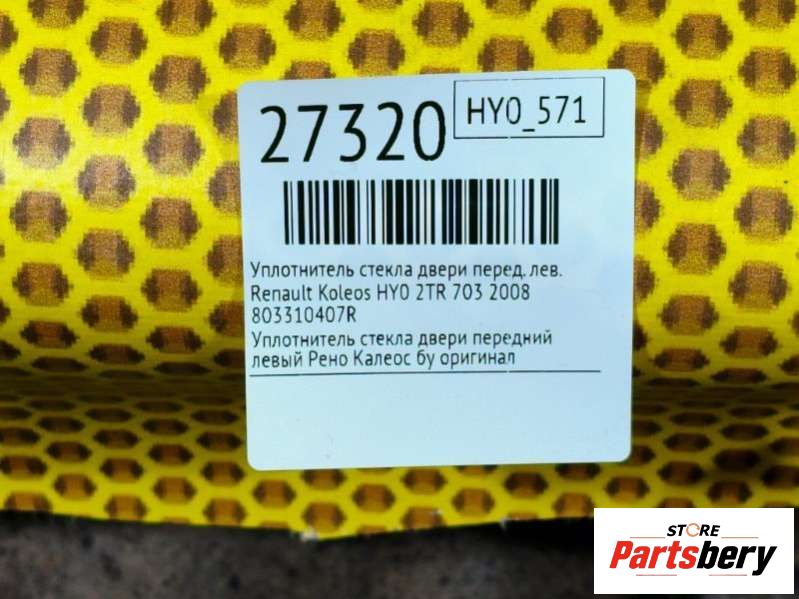 27320
HY0_571
Уплотнитель стекла двери перед. лев.
Renault Koleos HY0 2TR 703 2008
803310407R
Уплотнитель стекла двери передний
левый Рено Калеос бу оригинал
STORE
Partsbery